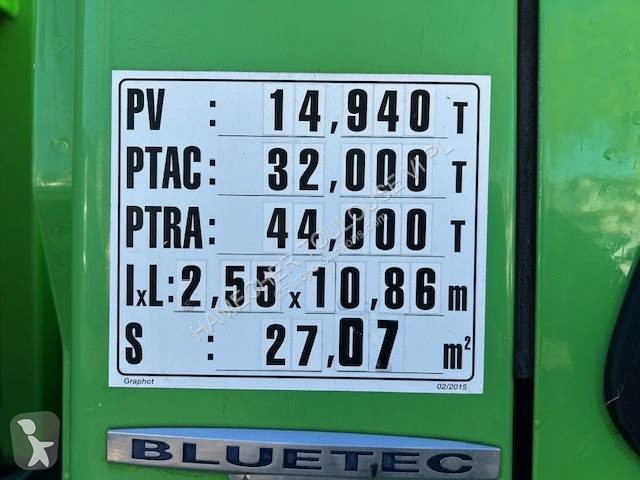 PV : 14,940 T
PTAC: 32,000 T
PTRA: 44,000 T
lxL: 2,55 x 10,86 m
S : 27,07 m²
Graphot 02/2015
BLUETEC